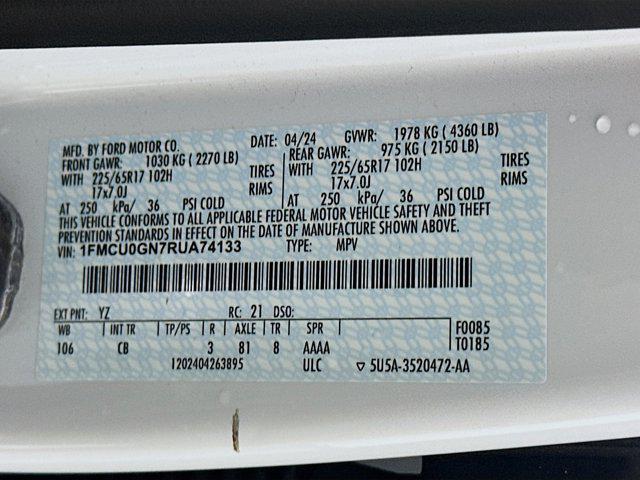 MFD. BY FORD MOTOR CO. DATE: 04/24 GVWR: 1978 KG ( 4360 LB)
FRONT GAWR: 1030 KG ( 2270 LB) REAR GAWR: 975 KG ( 2150 LB)
WITH 225/65R17 102H TIRES WITH 225/65R17 102H TIRES
17x7.0J RIMS 17x7.0J RIMS
AT 250 kPa/ 36 PSI COLD AT 250 kPa/ 36 PSI COLD
THIS VEHICLE CONFORMS TO ALL APPLICABLE FEDERAL MOTOR VEHICLE SAFETY AND THEFT
PREVENTION STANDARDS IN EFFECT ON THE DATE OF MANUFACTURE SHOWN ABOVE.
VIN: 1FMCU0GN7RUA74133 TYPE: MPV
EXT PNT: YZ RC: 21 DSO:
WB INT TR TP/PS R AXLE TR SPR F0085
106 CB 3 81 8 AAAA T0185
1202404263895 ULC ▽ 5U5A-3520472-AA